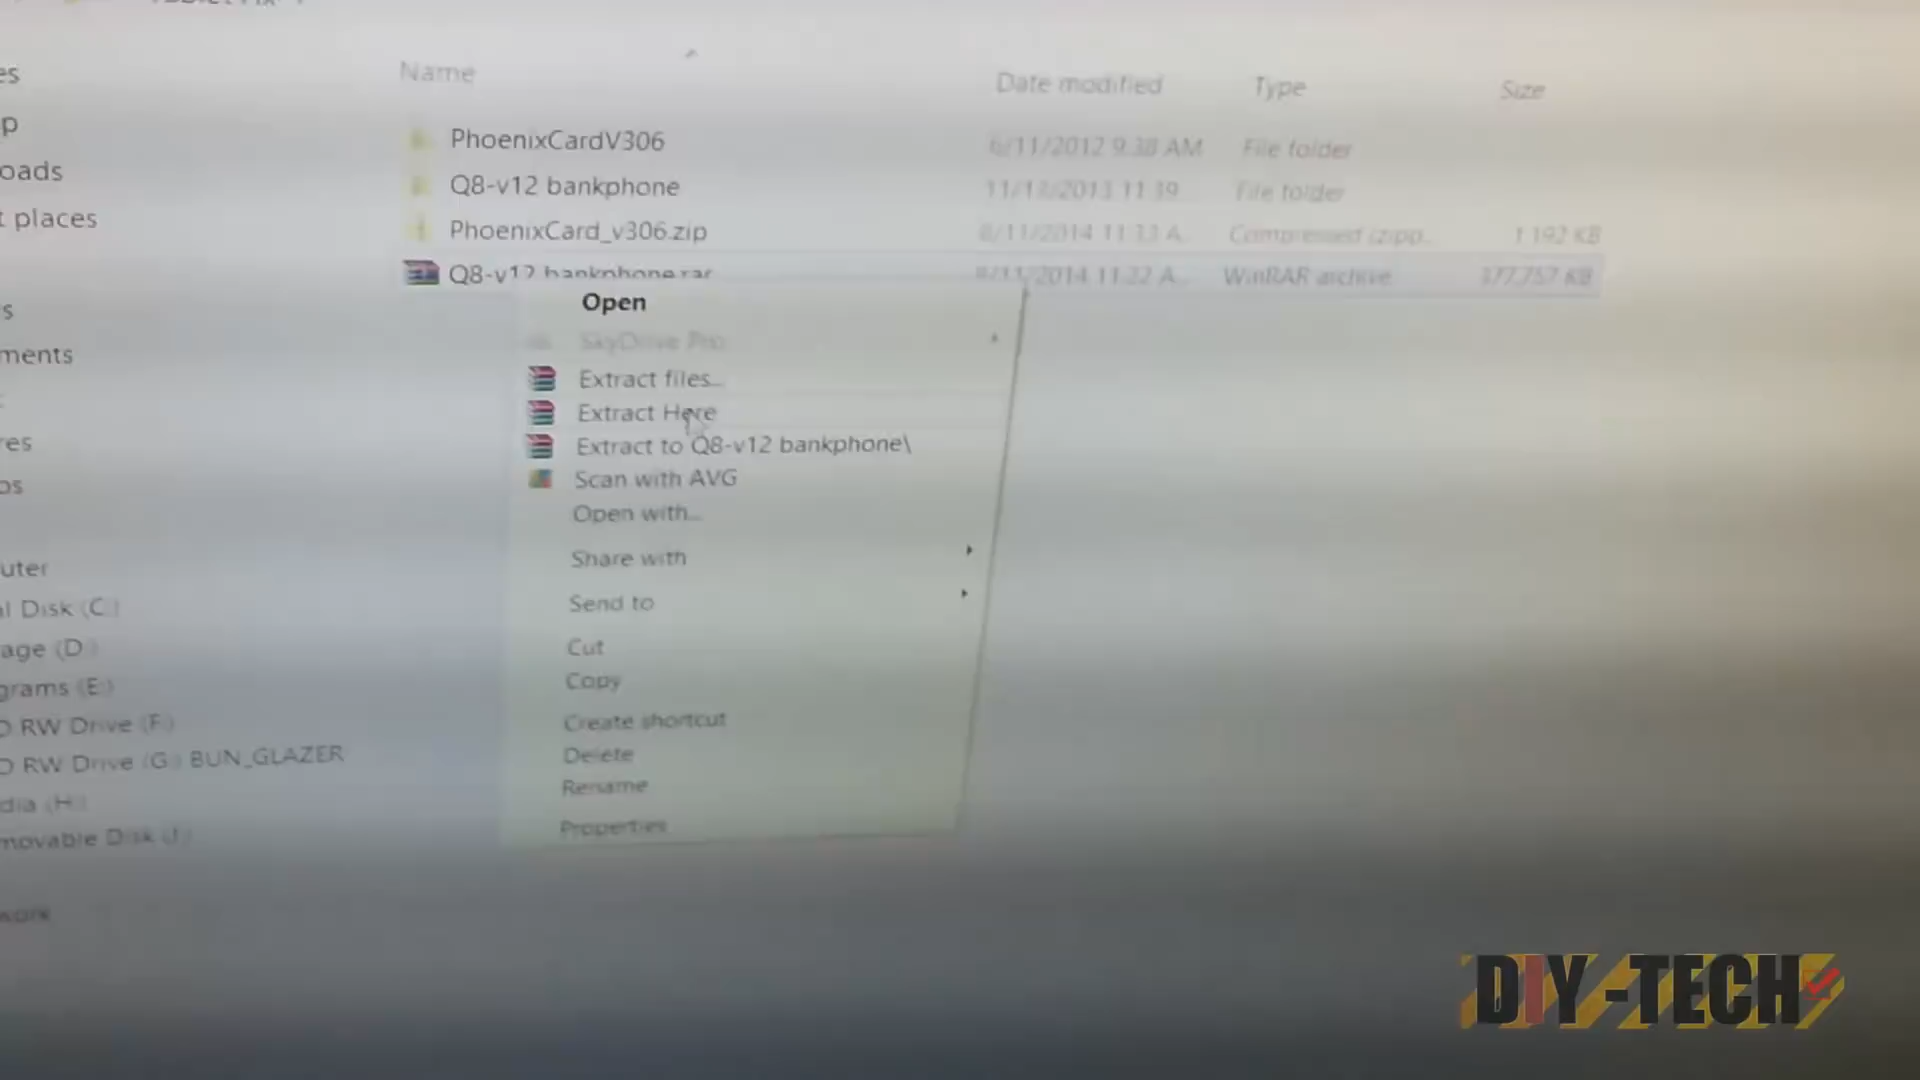 es
Name
Date modified
Type
Size
p
PhoenixCardV306
6/11/2012 9:38 AM
File folder
oads
Q8-v12 bankphone
11/13/2013 11:39
File folder
t places
PhoenixCard_v306.zip
8/11/2014 11:33 A...
Compressed (zipp...
1,192 KB
Q8-v12 bankphone.rar
8/11/2014 11:22 A...
WinRAR archive
377,757 KB
Open
s
SkyDrive Pro
ments
Extract files...
Extract Here
res
Extract to Q8-v12 bankphone\
os
Scan with AVG
Open with...
uter
Share with
al Disk (C:)
Send to
age (D:)
Cut
grams (E:)
Copy
D RW Drive (F:)
Create shortcut
D RW Drive (G:) BUN_GLAZER
Delete
dia (H:)
Rename
movable Disk (I:)
Properties
work
DIY-TECH